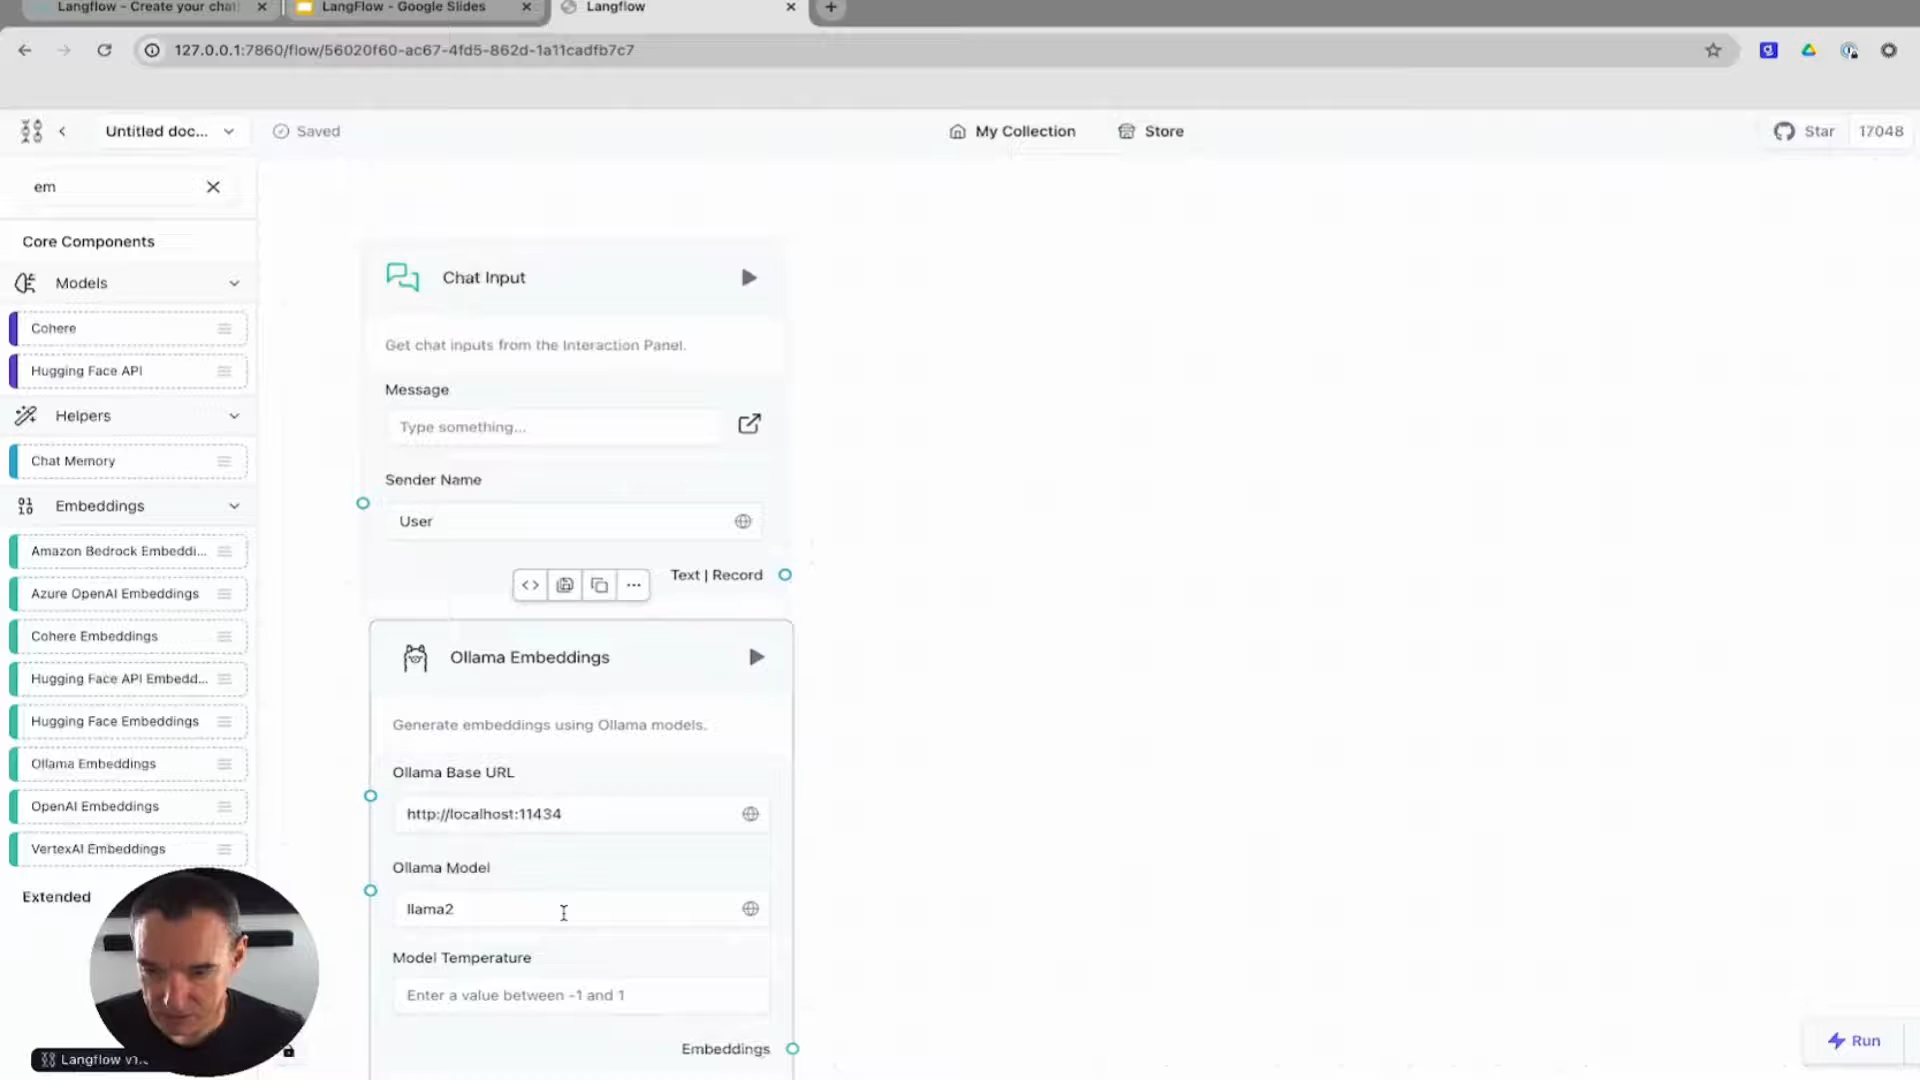 Langflow - Create your chat
LangFlow - Google Slides
Langflow
127.0.0.1:7860/flow/56020f60-ac67-4fd5-862d-1a11cadfb7c7
Untitled doc...
Saved
My Collection
Store
Star
17048
em
Core Components
Models
Cohere
Hugging Face API
Helpers
Chat Memory
Embeddings
Amazon Bedrock Embeddi...
Azure OpenAI Embeddings
Cohere Embeddings
Hugging Face API Embedd...
Hugging Face Embeddings
Ollama Embeddings
OpenAI Embeddings
VertexAI Embeddings
Extended
Langflow v1.
Chat Input
Get chat inputs from the Interaction Panel.
Message
Type something...
Sender Name
User
Text | Record
Ollama Embeddings
Generate embeddings using Ollama models.
Ollama Base URL
http://localhost:11434
Ollama Model
llama2
Model Temperature
Enter a value between -1 and 1
Embeddings
Run